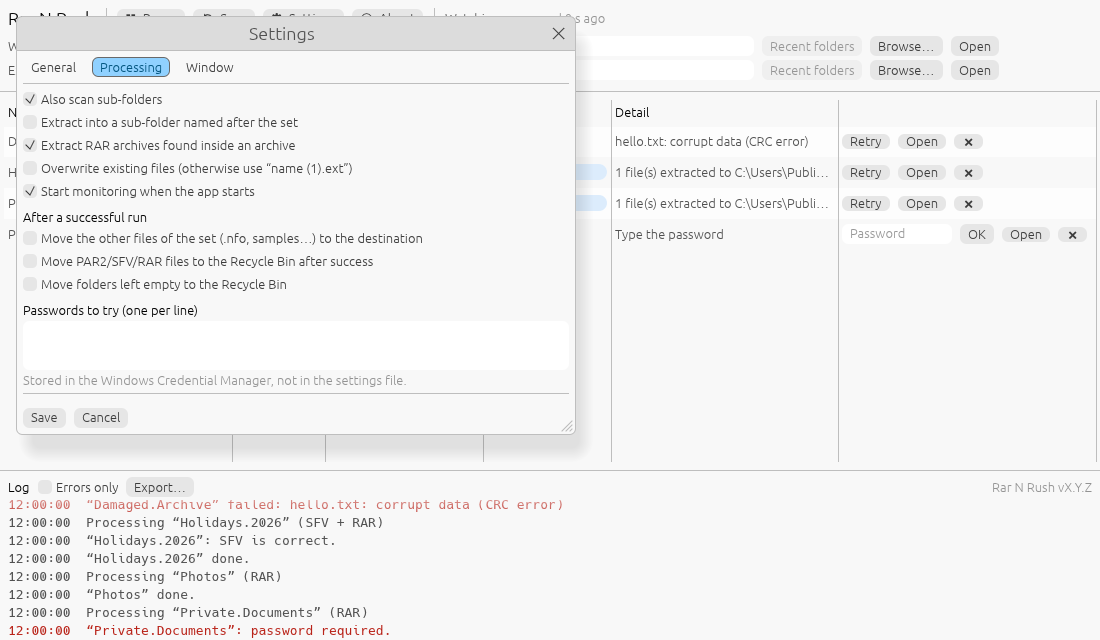 Settings
s ago
General Processing Window
Recent folders Browse… Open
Recent folders Browse… Open
Also scan sub-folders
Extract into a sub-folder named after the set
Extract RAR archives found inside an archive
Overwrite existing files (otherwise use “name (1).ext”)
Start monitoring when the app starts
After a successful run
Move the other files of the set (.nfo, samples…) to the destination
Move PAR2/SFV/RAR files to the Recycle Bin after success
Move folders left empty to the Recycle Bin
Passwords to try (one per line)
Stored in the Windows Credential Manager, not in the settings file.
Save Cancel
Detail
hello.txt: corrupt data (CRC error) Retry Open ×
1 file(s) extracted to C:\Users\Publi… Retry Open ×
1 file(s) extracted to C:\Users\Publi… Retry Open ×
Type the password Password OK Open ×
Log Errors only Export… Rar N Rush vX.Y.Z
12:00:00 “Damaged.Archive” failed: hello.txt: corrupt data (CRC error)
12:00:00 Processing “Holidays.2026” (SFV + RAR)
12:00:00 “Holidays.2026”: SFV is correct.
12:00:00 “Holidays.2026” done.
12:00:00 Processing “Photos” (RAR)
12:00:00 “Photos” done.
12:00:00 Processing “Private.Documents” (RAR)
12:00:00 “Private.Documents”: password required.